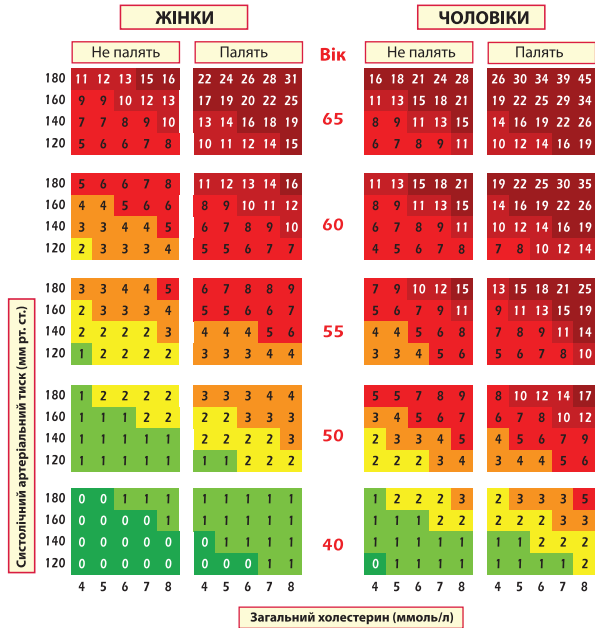 ЖІНКИ ЧОЛОВІКИ
Не палять Палять Вік Не палять Палять
180 11 12 13 15 16 22 24 26 28 31 16 18 21 24 28 26 30 34 39 45
160 9 9 10 12 13 17 19 20 22 25 11 13 15 18 21 19 22 25 29 34
140 7 7 8 9 10 13 14 16 18 19 65 8 9 11 13 15 14 16 19 22 26
120 5 6 6 7 8 10 11 12 14 15 6 7 8 9 11 10 12 14 16 19
180 5 6 6 7 8 11 12 13 14 16 11 13 15 18 21 19 22 25 30 35
160 4 4 5 6 6 8 9 10 11 12 8 9 11 13 15 14 16 19 22 26
140 3 3 4 4 5 6 7 8 9 10 60 6 7 8 9 11 10 12 14 16 19
120 2 3 3 3 4 5 5 6 7 7 4 5 6 7 8 7 8 10 12 14
180 3 3 4 4 5 6 7 8 8 9 7 9 10 12 15 13 15 18 21 25
160 2 3 3 3 4 5 5 6 6 7 5 6 7 9 11 9 11 13 15 19
140 2 2 2 2 3 4 4 4 5 6 55 4 4 5 6 8 7 8 9 11 14
120 1 2 2 2 2 3 3 3 4 4 3 3 4 5 6 5 6 7 8 10
180 1 2 2 2 2 3 3 3 4 4 5 5 6 7 8 8 10 12 14 17
160 1 1 1 2 2 2 2 3 3 3 3 4 5 6 7 6 7 8 10 12
140 1 1 1 1 1 2 2 2 2 3 50 2 3 3 4 5 4 5 6 7 9
120 1 1 1 1 1 1 1 2 2 2 2 2 2 3 4 3 4 4 5 6
180 0 0 1 1 1 1 1 1 1 1 1 2 2 2 3 2 3 3 3 5
160 0 0 0 0 1 1 1 1 1 1 1 1 1 2 2 2 2 2 3 3
140 0 0 0 0 0 0 1 1 1 1 40 1 1 1 1 1 1 1 2 2 2
120 0 0 0 0 0 0 0 0 1 1 0 1 1 1 1 1 1 1 1 2
4 5 6 7 8 4 5 6 7 8 4 5 6 7 8 4 5 6 7 8
Систолічний артеріальний тиск (мм рт. ст.)
Загальний холестерин (ммоль/л)